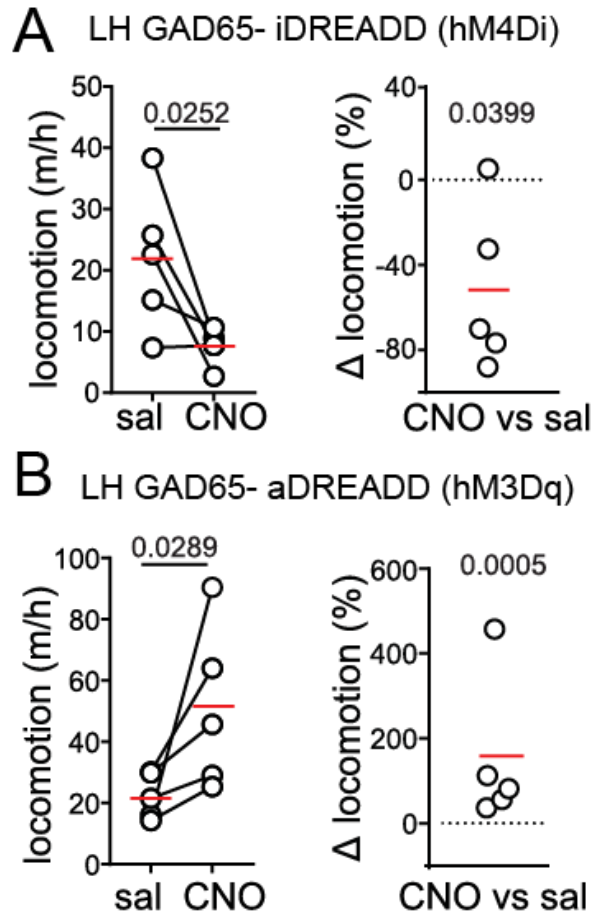 A LH GAD65- iDREADD (hM4Di)
locomotion (m/h)
50
40
30
20
10
0
0.0252
sal CNO
Δ locomotion (%)
40
0
-40
-80
0.0399
CNO vs sal
B LH GAD65- aDREADD (hM3Dq)
locomotion (m/h)
100
80
60
40
20
0
0.0289
sal CNO
Δ locomotion (%)
600
400
200
0
0.0005
CNO vs sal